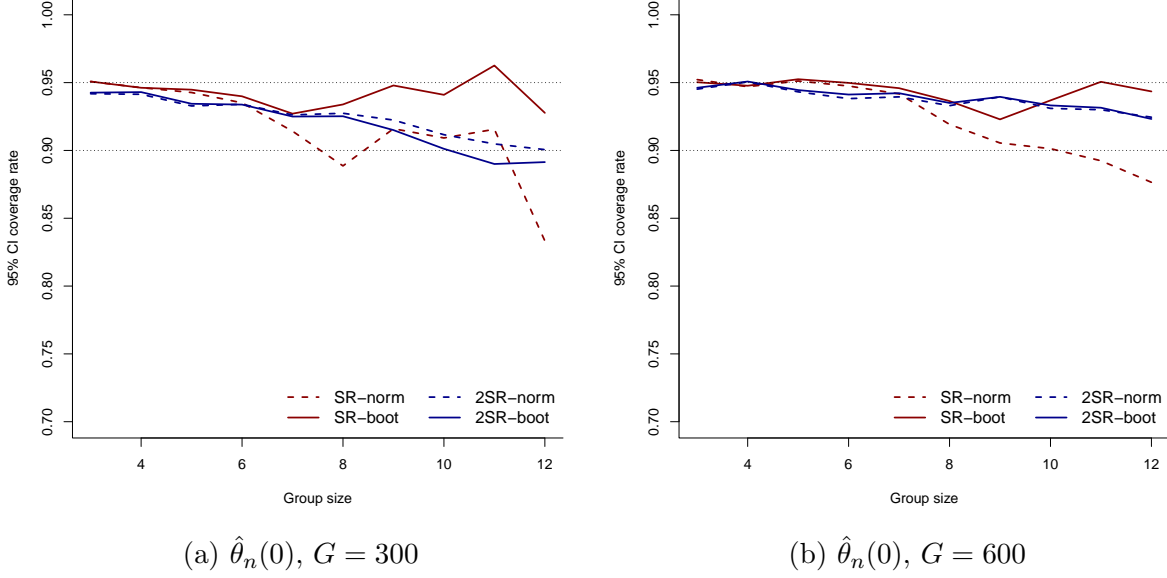 1.00
0.95
0.90
0.85
0.80
0.75
0.70
95% CI coverage rate
SR−norm
SR−boot
2SR−norm
2SR−boot
4
6
8
10
12
Group size
(a) θ̂ₙ(0), G = 300
1.00
0.95
0.90
0.85
0.80
0.75
0.70
95% CI coverage rate
SR−norm
SR−boot
2SR−norm
2SR−boot
4
6
8
10
12
Group size
(b) θ̂ₙ(0), G = 600